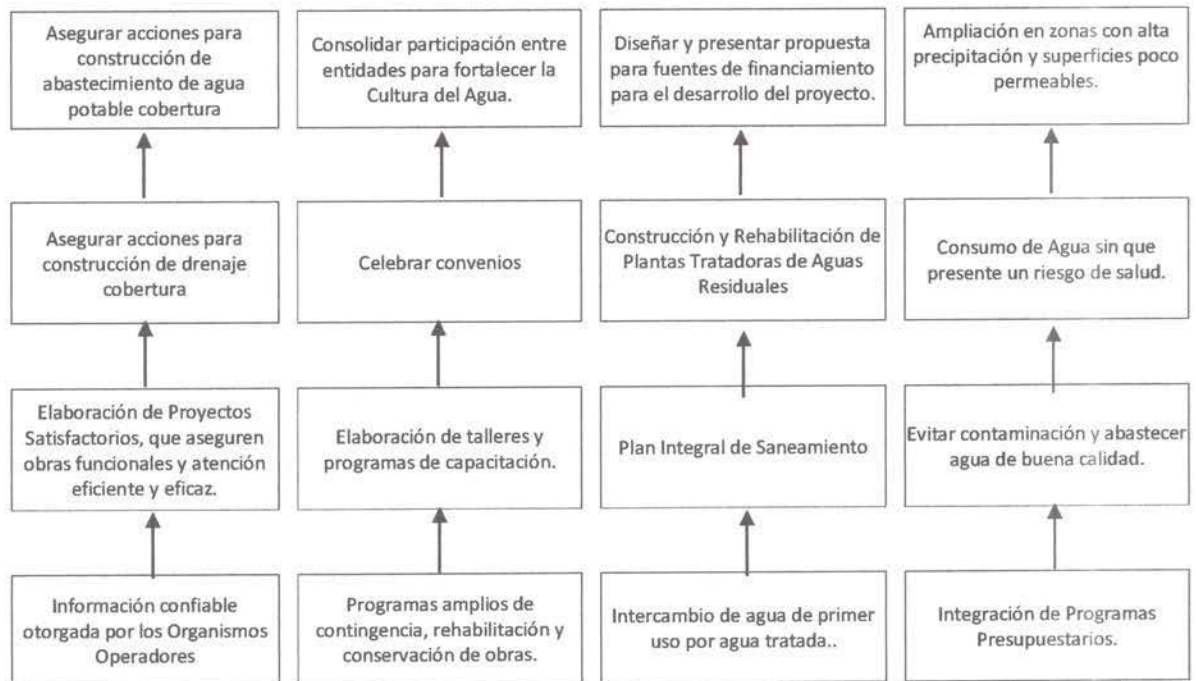 Asegurar acciones para
construcción de
abastecimiento de agua
potable cobertura
Consolidar participación entre
entidades para fortalecer la
Cultura del Agua.
Diseñar y presentar propuesta
para fuentes de financiamiento
para el desarrollo del proyecto.
Ampliación en zonas con alta
precipitación y superficies poco
permeables.
Asegurar acciones para
construcción de drenaje
cobertura
Celebrar convenios
Construcción y Rehabilitación de
Plantas Tratadoras de Aguas
Residuales
Consumo de Agua sin que
presente un riesgo de salud.
Elaboración de Proyectos
Satisfactorios, que aseguren
obras funcionales y atención
eficiente y eficaz.
Elaboración de talleres y
programas de capacitación.
Plan Integral de Saneamiento
Evitar contaminación y abastecer
agua de buena calidad.
Información confiable
otorgada por los Organismos
Operadores
Programas amplios de
contingencia, rehabilitación y
conservación de obras.
Intercambio de agua de primer
uso por agua tratada..
Integración de Programas
Presupuestarios.